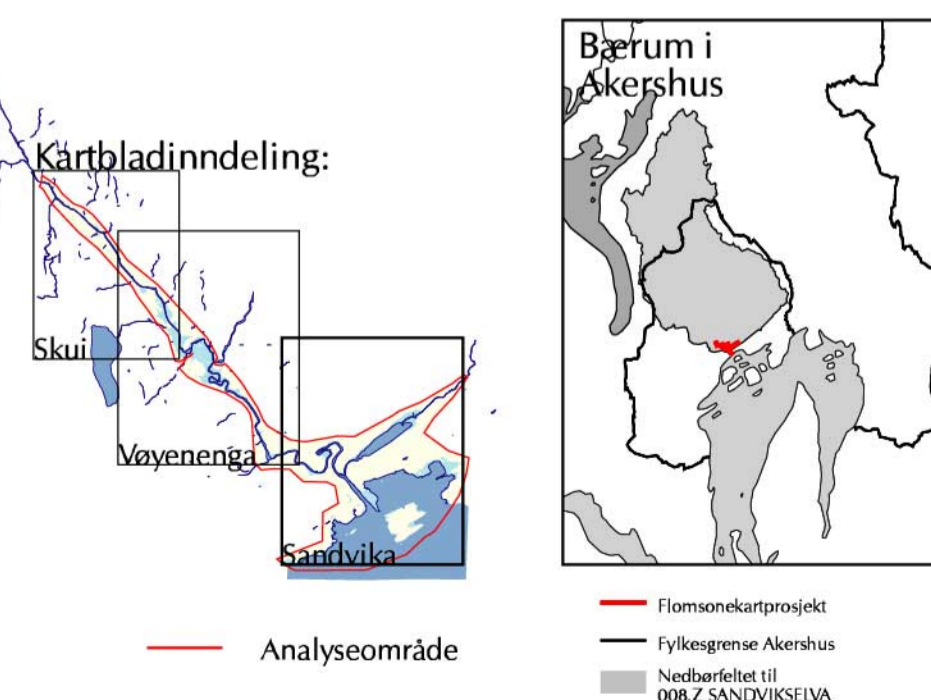 Kartbladinndeling:
Skui
Vøyenenga
Sandvika
Analyseområde
Bærum i
Akershus
Flomsonekartprosjekt
Fylkesgrense Akershus
Nedbørfeltet til
008.Z SANDVIKSELVA